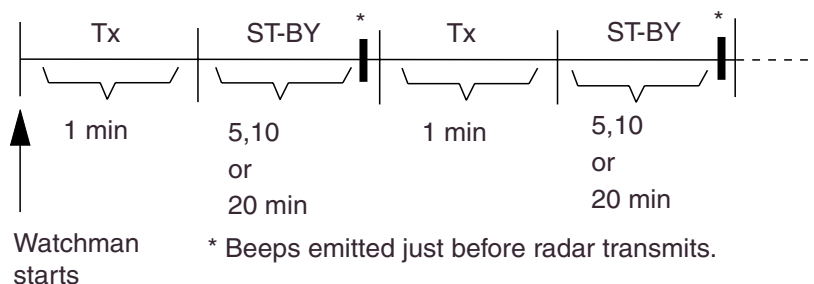 * *
Tx ST-BY Tx ST-BY
1 min 5,10 1 min 5,10
or or
20 min 20 min
Watchman * Beeps emitted just before radar transmits.
starts